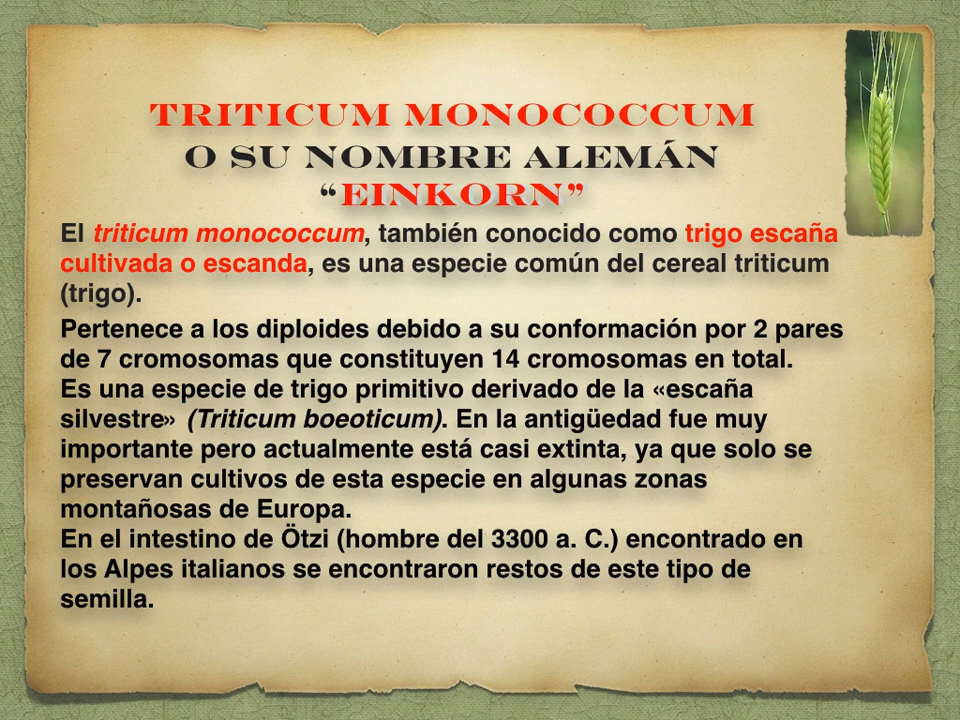 TRITICUM MONOCOCCUM
O SU NOMBRE ALEMÁN
“EINKORN”
El triticum monococcum, también conocido como trigo escaña
cultivada o escanda, es una especie común del cereal triticum
(trigo).
Pertenece a los diploides debido a su conformación por 2 pares
de 7 cromosomas que constituyen 14 cromosomas en total.
Es una especie de trigo primitivo derivado de la «escaña
silvestre» (Triticum boeoticum). En la antigüedad fue muy
importante pero actualmente está casi extinta, ya que solo se
preservan cultivos de esta especie en algunas zonas
montañosas de Europa.
En el intestino de Ötzi (hombre del 3300 a. C.) encontrado en
los Alpes italianos se encontraron restos de este tipo de
semilla.